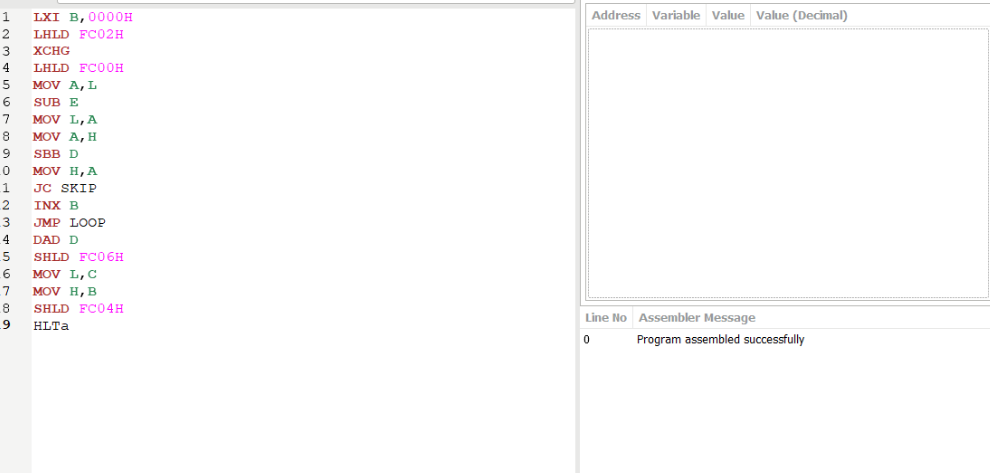 1 LXI B,0000H
2 LHLD FC02H
3 XCHG
4 LHLD FC00H
5 MOV A,L
6 SUB E
7 MOV L,A
8 MOV A,H
9 SBB D
0 MOV H,A
1 JC SKIP
2 INX B
3 JMP LOOP
4 DAD D
5 SHLD FC06H
6 MOV L,C
7 MOV H,B
8 SHLD FC04H
9 HLTa
Address Variable Value Value (Decimal)
Line No Assembler Message
0 Program assembled successfully